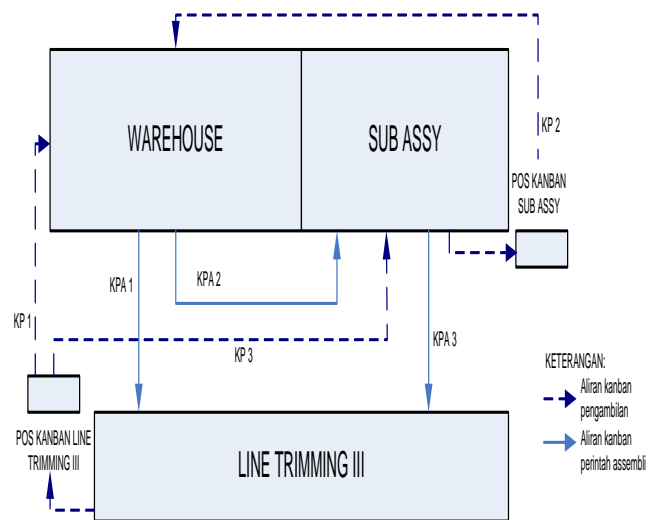 WAREHOUSE
SUB ASSY
KP 2
POS KANBAN
SUB ASSY
KPA 1
KPA 2
KP 1
KP 3
KPA 3
KETERANGAN:
Aliran kanban
pengambilan
Aliran kanban
perintah assembli
POS KANBAN LINE
TRIMMING III
LINE TRIMMING III